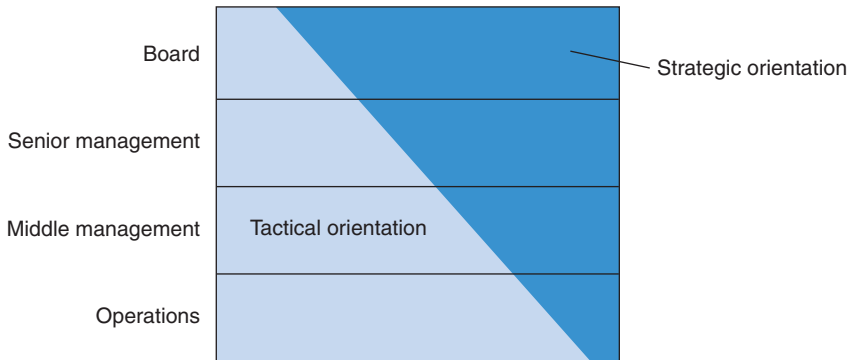 Board
Strategic orientation
Senior management
Middle management
Tactical orientation
Operations